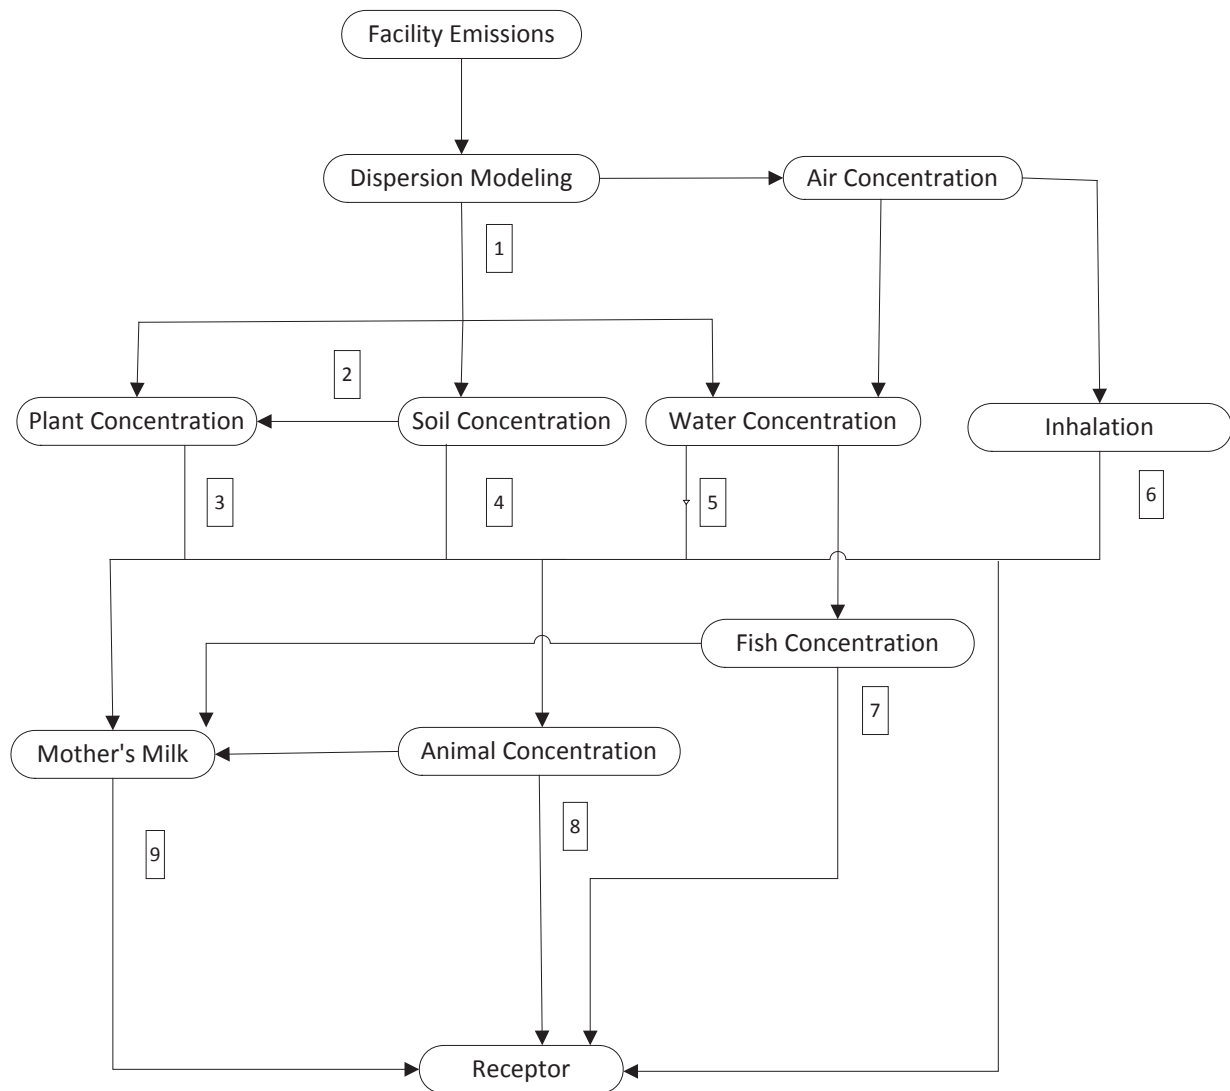 Facility Emissions
Dispersion Modeling
Air Concentration
1
2
Plant Concentration
Soil Concentration
Water Concentration
Inhalation
3
4
5
6
Fish Concentration
7
Mother's Milk
Animal Concentration
8
9
Receptor